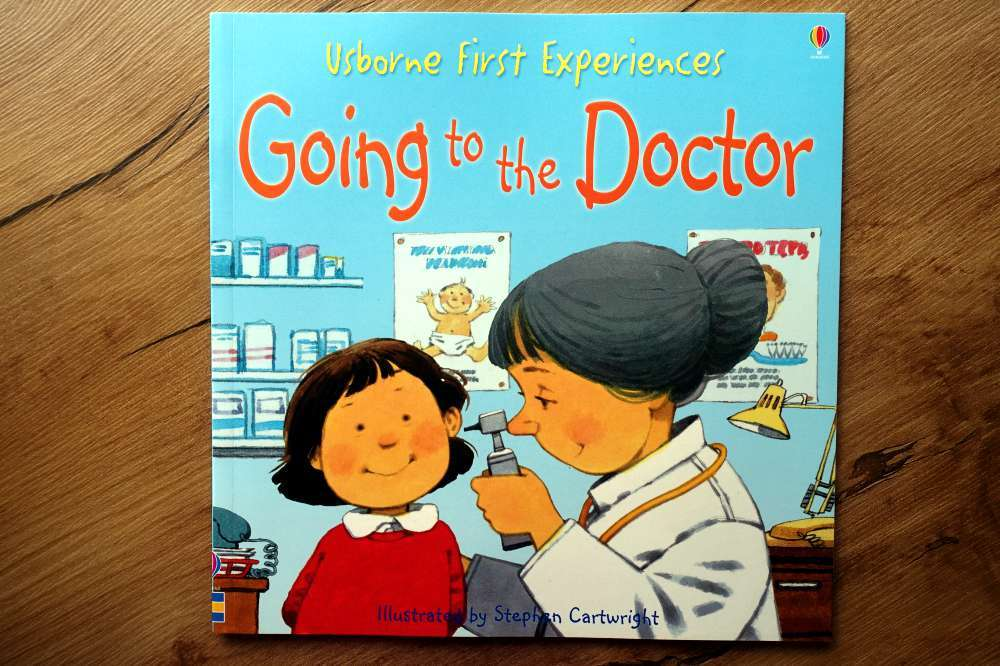 Usborne First Experiences
Going to the Doctor
Illustrated by Stephen Cartwright